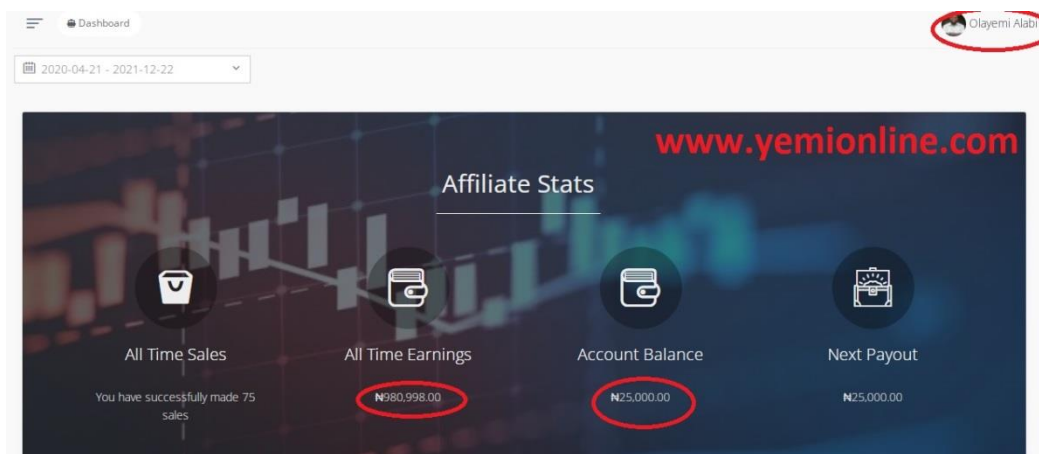 Dashboard
Olayemi Alabi
2020-04-21 - 2021-12-22
www.yemionline.com
Affiliate Stats
All Time Sales
All Time Earnings
Account Balance
Next Payout
You have successfully made 75
sales
₦980,998.00
₦25,000.00
₦25,000.00